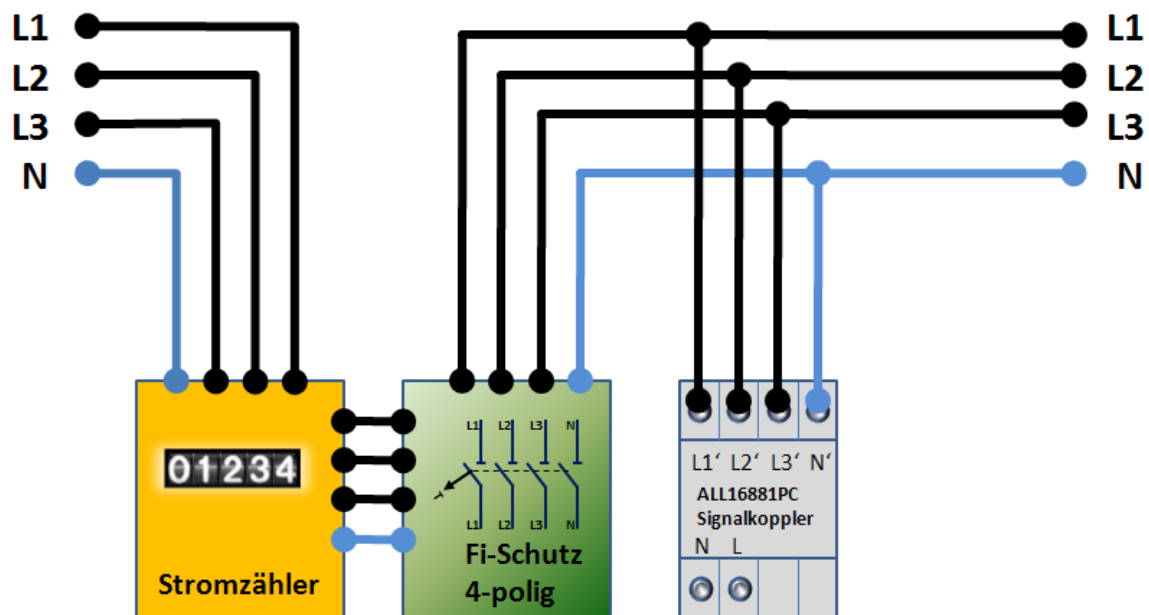 L1
L2
L3
N
L1
L2
L3
N
01234
Stromzähler
L1 L2 L3 N
L1 L2 L3 N
Fi-Schutz
4-polig
L1‘ L2‘ L3‘ N‘
ALL16881PC
Signalkoppler
N L